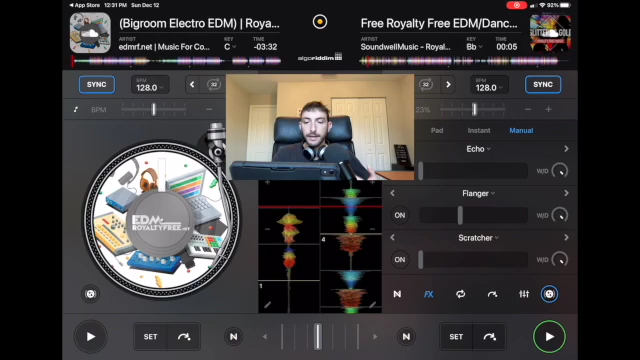 App Store 12:31 PM Sun Dec 12
92%
(Bigroom Electro EDM) | Roya...
Free Royalty Free EDM/Danc...
ARTIST
KEY
TIME
edmrf.net | Music For Co...
C
-03:32
ARTIST
KEY
TIME
SoundwellMusic - Royal...
Bb
00:05
algoriddim
SYNC
BPM
128.0
32
32
BPM
128.0
SYNC
BPM
23%
Pad
Instant
Manual
Echo
W/D
Flanger
ON
W/D
Scratcher
ON
W/D
EDM
ROYALTYFREE.NET
1
4
N
FX
SET
N
N
SET